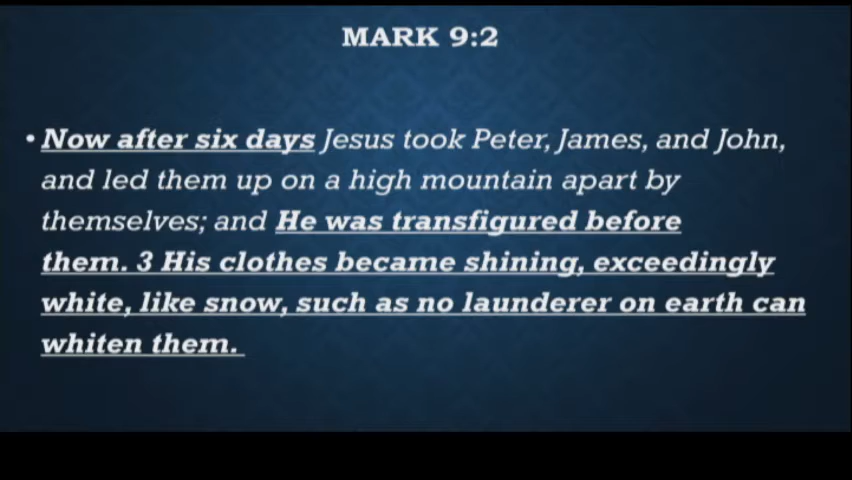 MARK 9:2
• Now after six days Jesus took Peter, James, and John,
and led them up on a high mountain apart by
themselves; and He was transfigured before
them. 3 His clothes became shining, exceedingly
white, like snow, such as no launderer on earth can
whiten them.